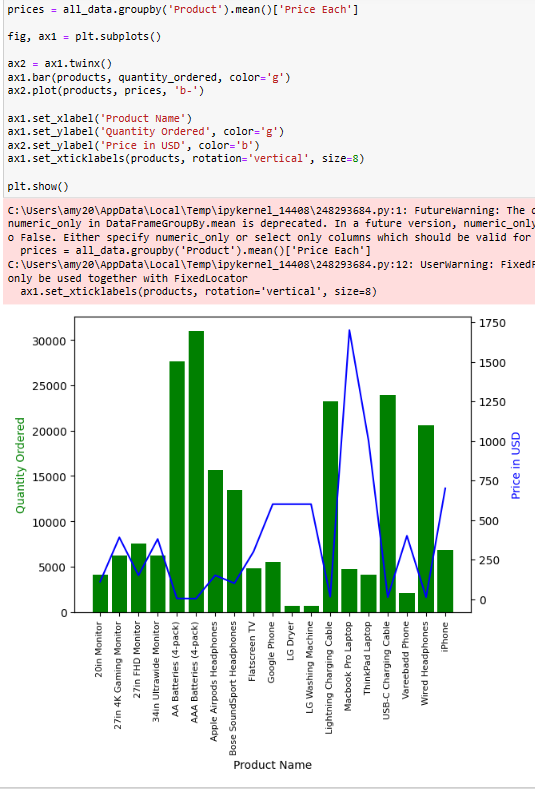 prices = all_data.groupby('Product').mean()['Price Each']
fig, ax1 = plt.subplots()
ax2 = ax1.twinx()
ax1.bar(products, quantity_ordered, color='g')
ax2.plot(products, prices, 'b-')
ax1.set_xlabel('Product Name')
ax1.set_ylabel('Quantity Ordered', color='g')
ax2.set_ylabel('Price in USD', color='b')
ax1.set_xticklabels(products, rotation='vertical', size=8)
plt.show()
C:\Users\amy20\AppData\Local\Temp\ipykernel_14408\248293684.py:1: FutureWarning: The
numeric_only in DataFrameGroupBy.mean is deprecated. In a future version, numeric_only
o False. Either specify numeric_only or select only columns which should be valid for
prices = all_data.groupby('Product').mean()['Price Each']
C:\Users\amy20\AppData\Local\Temp\ipykernel_14408\248293684.py:12: UserWarning: FixedF
only be used together with FixedLocator
ax1.set_xticklabels(products, rotation='vertical', size=8)
30000
25000
20000
15000
10000
5000
0
Quantity Ordered
1750
1500
1250
1000
750
500
250
0
Price in USD
20in Monitor
27in 4K Gaming Monitor
27in FHD Monitor
34in Ultrawide Monitor
AA Batteries (4-pack)
AAA Batteries (4-pack)
Apple Airpods Headphones
Bose SoundSport Headphones
Flatscreen TV
Google Phone
LG Dryer
LG Washing Machine
Lightning Charging Cable
Macbook Pro Laptop
ThinkPad Laptop
USB-C Charging Cable
Vareebadd Phone
Wired Headphones
iPhone
Product Name